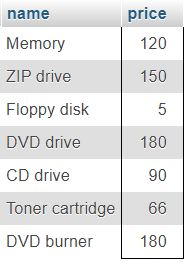 name price
Memory 120
ZIP drive 150
Floppy disk 5
DVD drive 180
CD drive 90
Toner cartridge 66
DVD burner 180